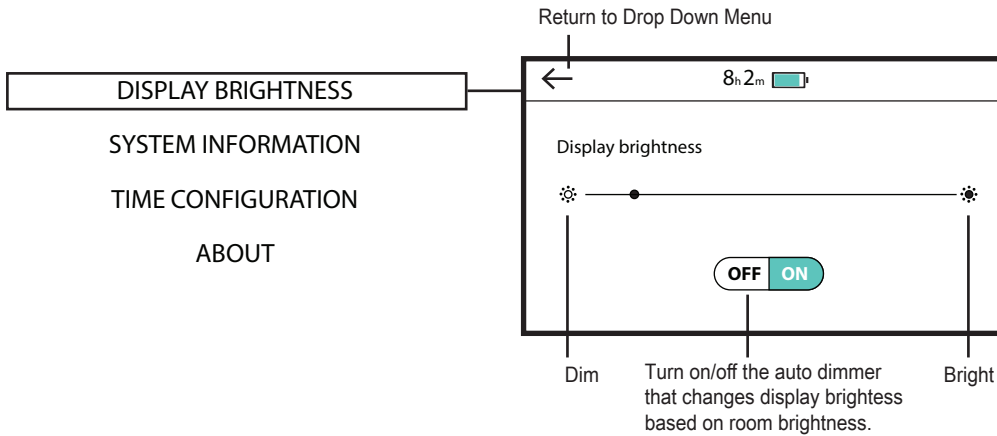 Return to Drop Down Menu
8h2m
DISPLAY BRIGHTNESS
SYSTEM INFORMATION
TIME CONFIGURATION
ABOUT
Display brightness
OFF ON
Dim
Turn on/off the auto dimmer
that changes display brightess
based on room brightness.
Bright